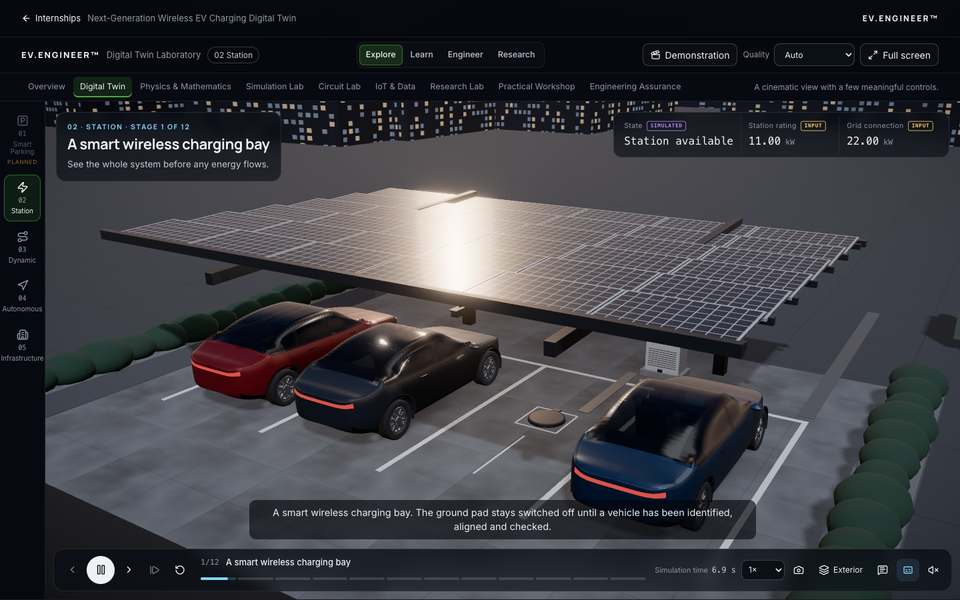 Internships Next-Generation Wireless EV Charging Digital Twin
EV.ENGINEER™
EV.ENGINEER™ Digital Twin Laboratory 02 Station
Explore Learn Engineer Research
Demonstration Quality Auto Full screen
Overview Digital Twin Physics & Mathematics Simulation Lab Circuit Lab IoT & Data Research Lab Practical Workshop Engineering Assurance
A cinematic view with a few meaningful controls.
01
Smart
Parking
PLANNED
02
Station
03
Dynamic
04
Autonomous
05
Infrastructure
02 · STATION · STAGE 1 OF 12
A smart wireless charging bay
See the whole system before any energy flows.
State SIMULATED
Station available
Station rating INPUT
11.00 kW
Grid connection INPUT
22.00 kW
A smart wireless charging bay. The ground pad stays switched off until a vehicle has been identified,
aligned and checked.
1/12 A smart wireless charging bay
Simulation time 6.9 s 1× Exterior